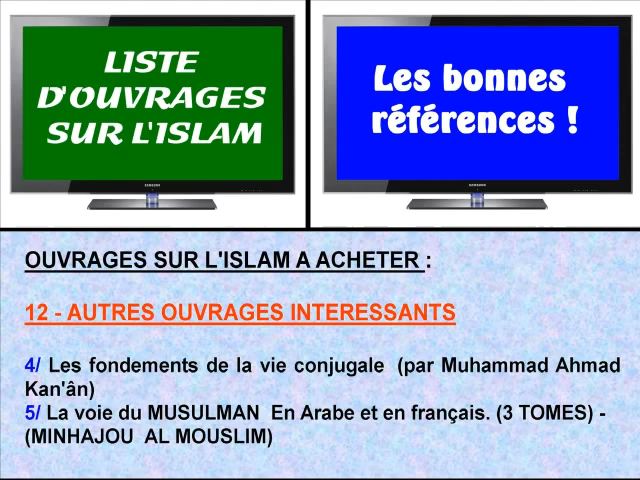 LISTE
D'OUVRAGES
SUR L'ISLAM
Les bonnes
références !
SAMSUNG
SAMSUNG
OUVRAGES SUR L'ISLAM A ACHETER :
12 - AUTRES OUVRAGES INTERESSANTS
4/ Les fondements de la vie conjugale (par Muhammad Ahmad
Kan'ân)
5/ La voie du MUSULMAN En Arabe et en français. (3 TOMES) -
(MINHAJOU AL MOUSLIM)